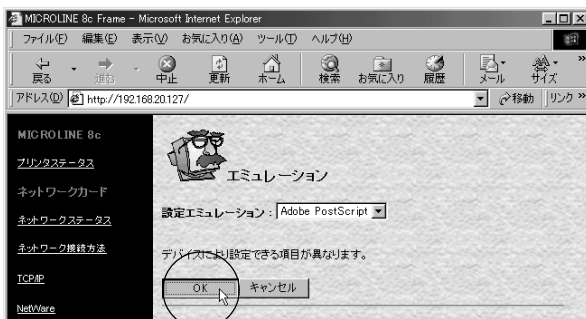 MICROLINE 8c Frame - Microsoft Internet Explorer
ファイル(F) 編集(E) 表示(V) お気に入り(A) ツール(T) ヘルプ(H)
戻る 進む 中止 更新 ホーム 検索 お気に入り 履歴 メール サイズ »
アドレス(D) http://192.168.20.127/ 移動 リンク »
MICROLINE 8c
プリンタステータス
ネットワークカード
ネットワークステータス
ネットワーク接続方法
TCP/IP
NetWare
エミュレーション
設定エミュレーション : Adobe PostScript
デバイスにより設定できる項目が異なります。
OK キャンセル